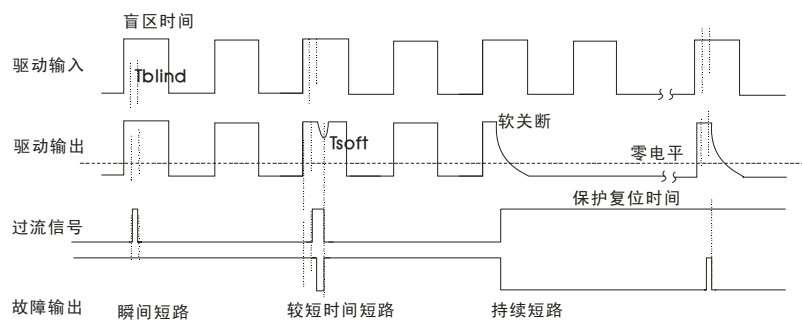 盲区时间
驱动输入
Tblind
驱动输出
Tsoft
软关断
零电平
保护复位时间
过流信号
故障输出
瞬间短路
较短时间短路
持续短路